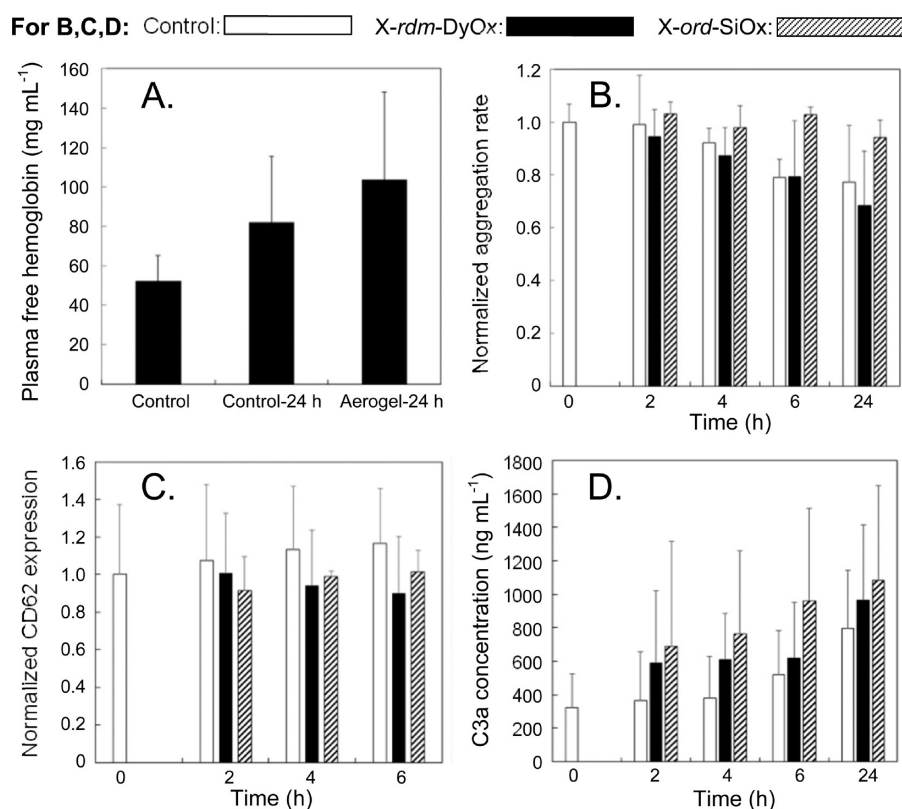 For B,C,D: Control: X-rdm-DyOx: X-ord-SiOx:
A.
Plasma free hemoglobin (mg mL⁻¹)
160
140
120
100
80
60
40
20
0
Control Control-24 h Aerogel-24 h
B.
Normalized aggregation rate
1.2
1.0
0.8
0.6
0.4
0.2
0
0 2 4 6 24
Time (h)
C.
Normalized CD62 expression
1.6
1.4
1.2
1.0
0.8
0.6
0.4
0.2
0.0
0 2 4 6
Time (h)
D.
C3a concentration (ng mL⁻¹)
1800
1600
1400
1200
1000
800
600
400
200
0
0 2 4 6 24
Time (h)